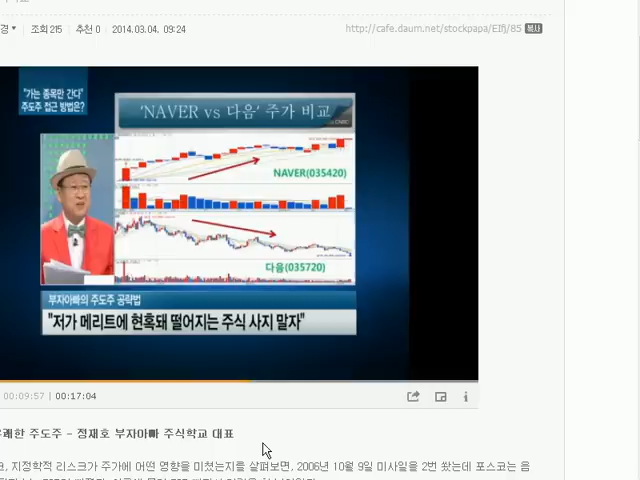 조회 215
추천 0
2014.03.04. 09:24
http://cafe.daum.net/stockpapa/EIfJ/85 복사
"가는 종목만 간다"
주도주 접근 방법은?
'NAVER vs 다음' 주가 비교
NAVER(035420)
다음(035720)
부자아빠의 주도주 공략법
"저가 메리트에 현혹돼 떨어지는 주식 사지 말자"
00:09:57 | 00:17:04
주도주 - 정재호 부자아빠 주식학교 대표
지정학적 리스크가 주가에 어떤 영향을 미쳤는지를 살펴보면, 2006년 10월 9일 미사일을 2번 쐈는데 포스코는 음